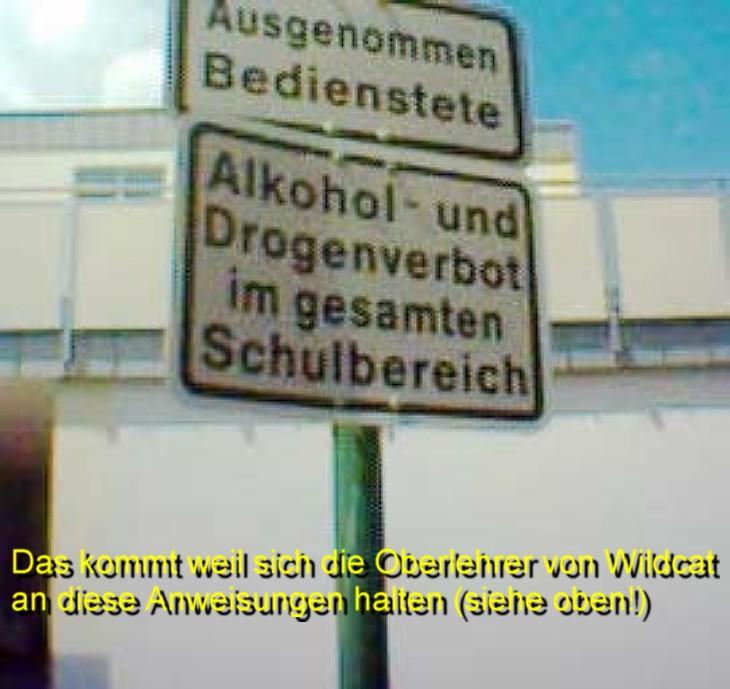 Ausgenommen
Bedienstete
Alkohol- und
Drogenverbot
im gesamten
Schulbereich
Das kommt weil sich die Oberlehrer von Wildcat
an diese Anweisungen halten (siehe oben!)